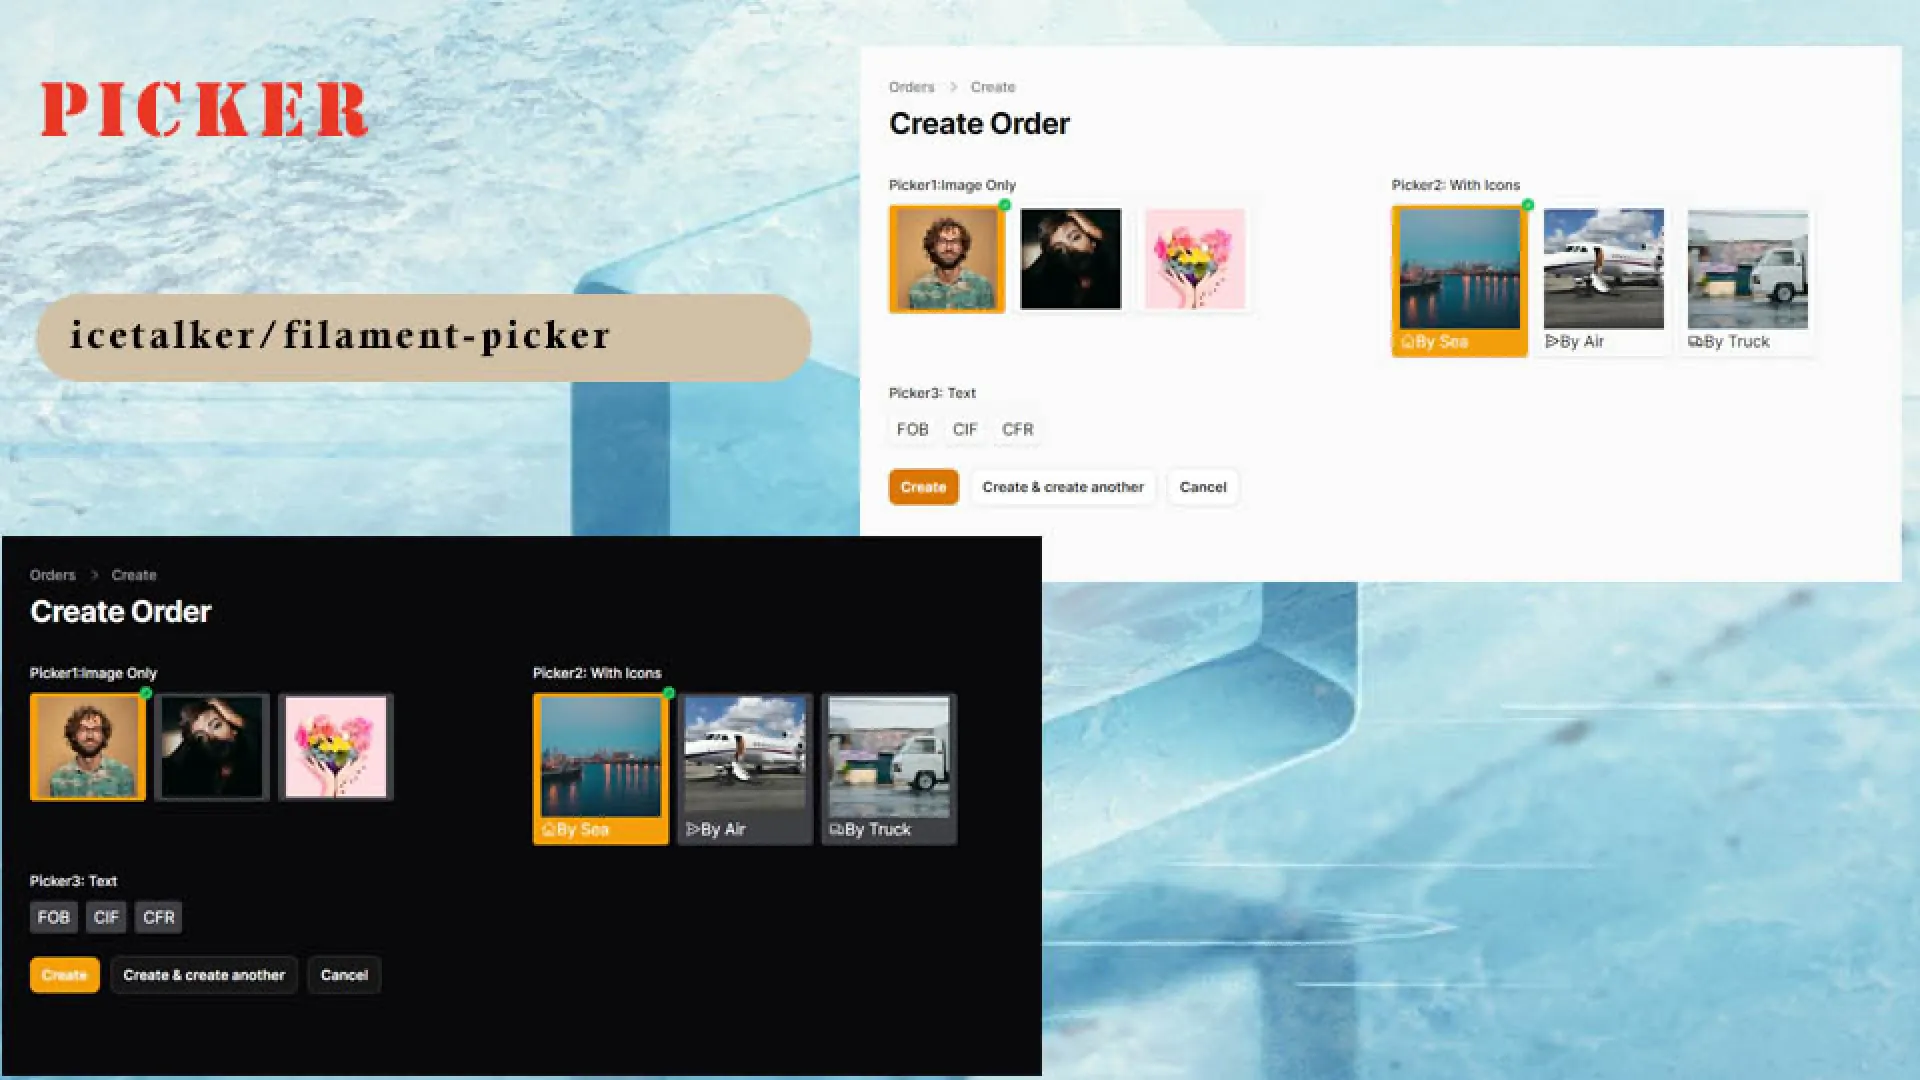 PICKER
icetalker/filament-picker
Orders > Create
Create Order
Picker1:Image Only
Picker2: With Icons
By Sea
By Air
By Truck
Picker3: Text
FOB CIF CFR
Create Create & create another Cancel
Orders > Create
Create Order
Picker1:Image Only
Picker2: With Icons
By Sea
By Air
By Truck
Picker3: Text
FOB CIF CFR
Create Create & create another Cancel